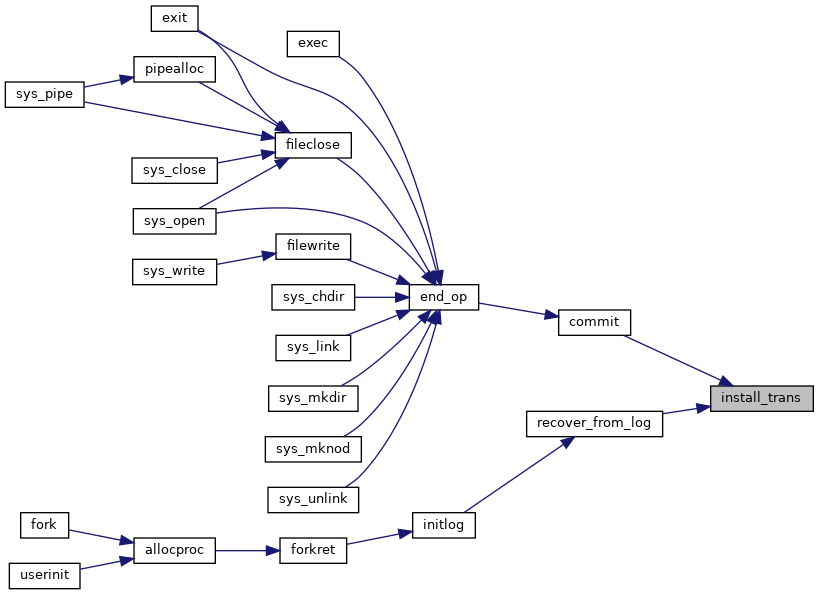 exit
exec
pipealloc
sys_pipe
fileclose
sys_close
sys_open
filewrite
sys_write
sys_chdir
end_op
commit
sys_link
install_trans
sys_mkdir
recover_from_log
sys_mknod
sys_unlink
fork
initlog
allocproc
forkret
userinit